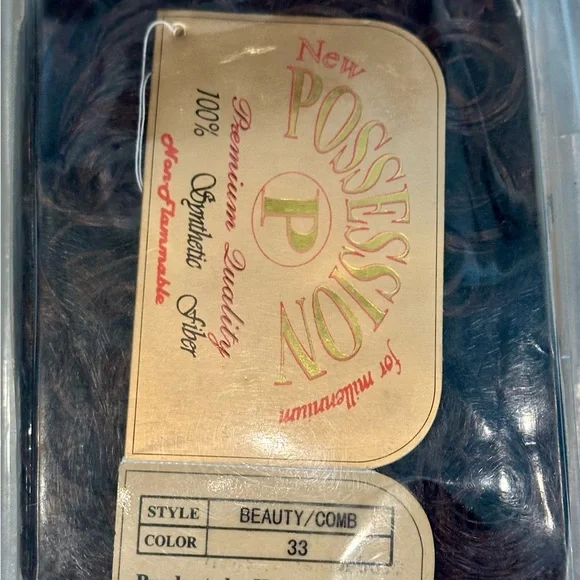 New
POSSESSION
P
for millennium
Premium Quality
100% Synthetic Fiber
Non Flammable
STYLE BEAUTY/COMB
COLOR 33